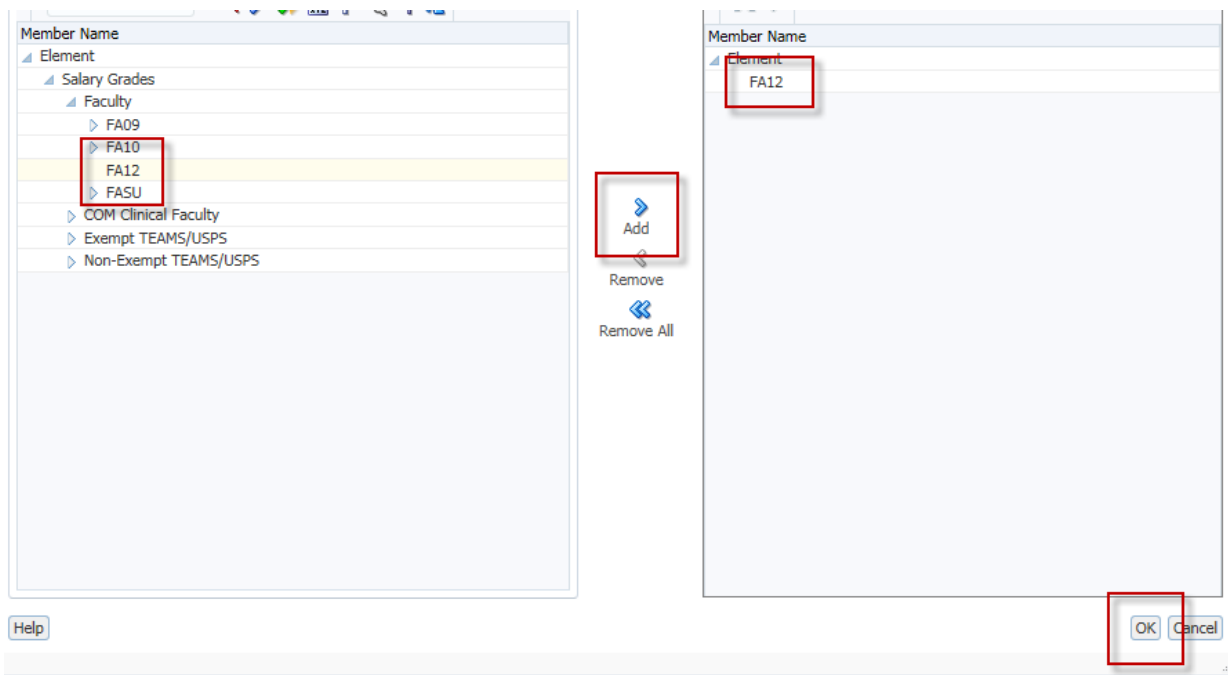 Member Name
Element
Salary Grades
Faculty
FA09
FA10
FA12
FASU
COM Clinical Faculty
Exempt TEAMS/USPS
Non-Exempt TEAMS/USPS
Add
Remove
Remove All
Member Name
Element
FA12
Help
OK
Cancel